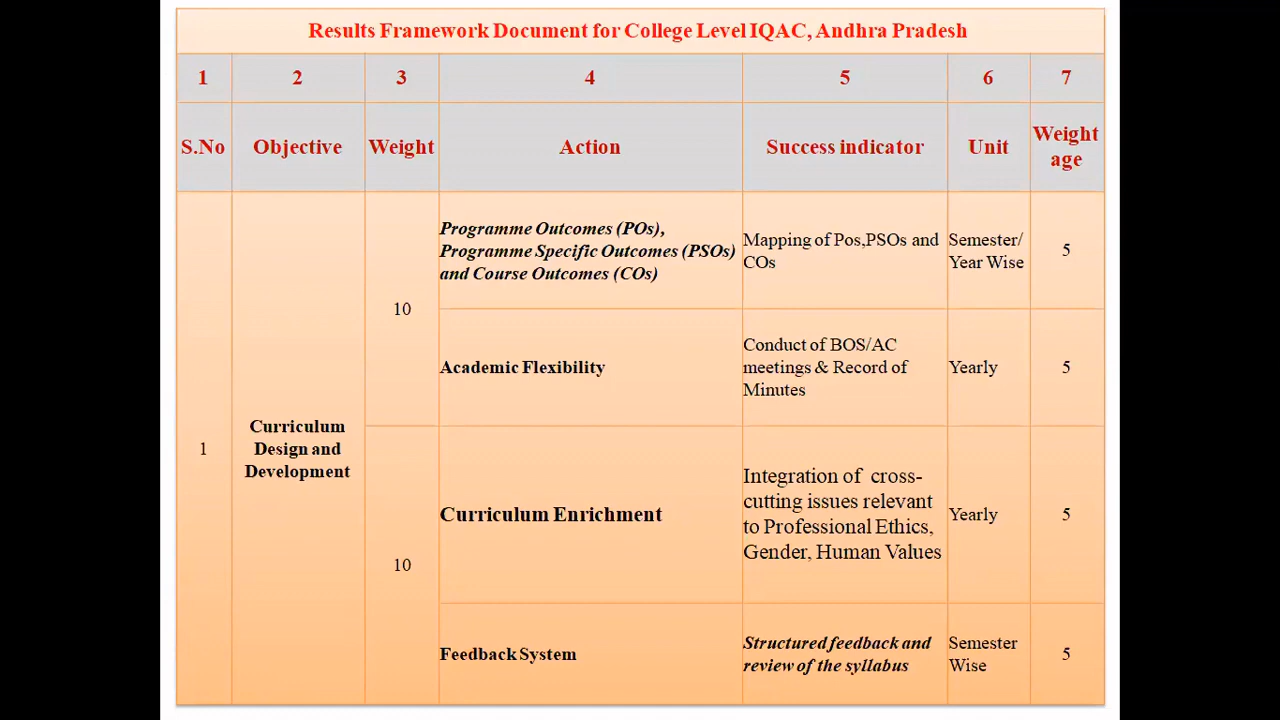 Results Framework Document for College Level IQAC, Andhra Pradesh
1 2 3 4 5 6 7
S.No Objective Weight Action Success indicator Unit Weight
age
1
Curriculum
Design and
Development
10
Programme Outcomes (POs),
Programme Specific Outcomes (PSOs)
and Course Outcomes (COs)
Mapping of Pos,PSOs and
COs
Semester/
Year Wise
5
Academic Flexibility
Conduct of BOS/AC
meetings & Record of
Minutes
Yearly
5
10
Curriculum Enrichment
Integration of cross-
cutting issues relevant
to Professional Ethics,
Gender, Human Values
Yearly
5
Feedback System
Structured feedback and
review of the syllabus
Semester
Wise
5